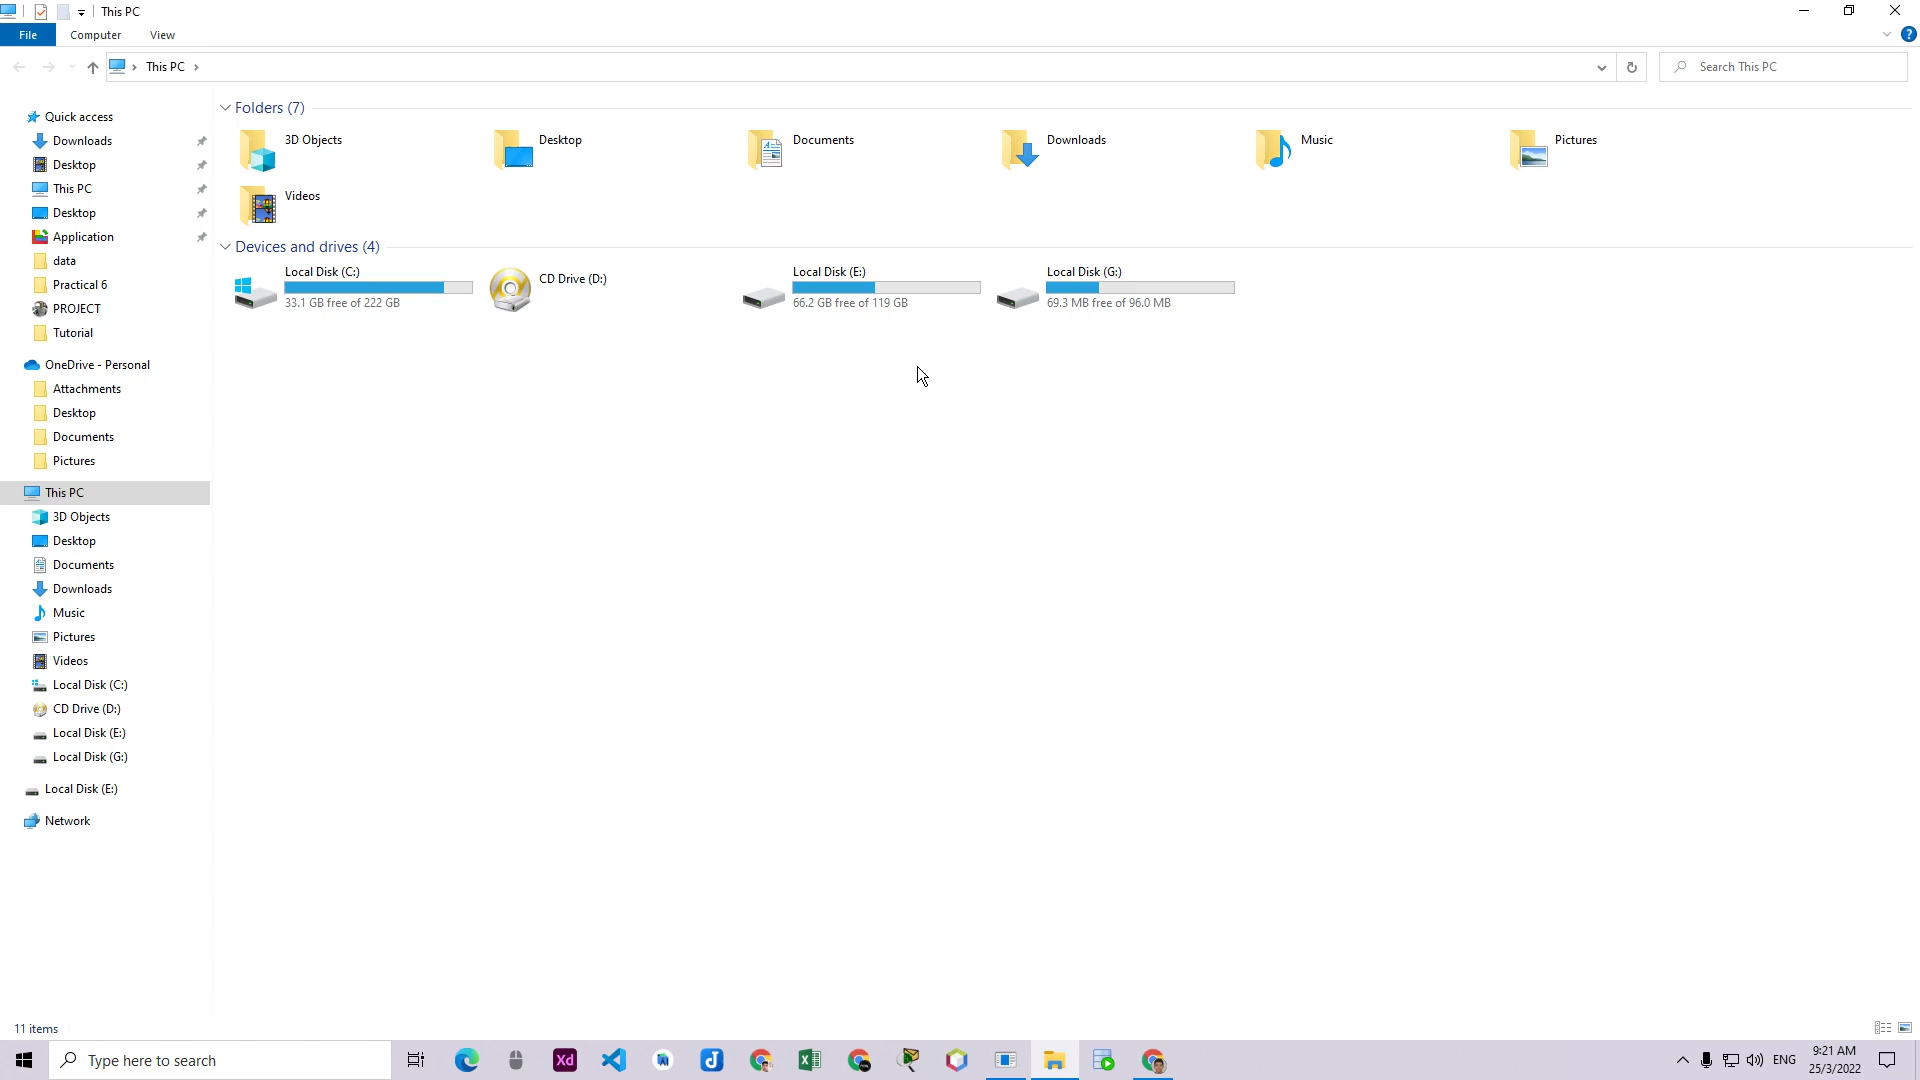 This PC
File Computer View
This PC
Search This PC
Quick access
Downloads
Desktop
This PC
Desktop
Application
data
Practical 6
PROJECT
Tutorial
OneDrive - Personal
Attachments
Desktop
Documents
Pictures
This PC
3D Objects
Desktop
Documents
Downloads
Music
Pictures
Videos
Local Disk (C:)
CD Drive (D:)
Local Disk (E:)
Local Disk (G:)
Local Disk (E:)
Network
Folders (7)
3D Objects
Desktop
Documents
Downloads
Music
Pictures
Videos
Devices and drives (4)
Local Disk (C:)
33.1 GB free of 222 GB
CD Drive (D:)
Local Disk (E:)
66.2 GB free of 119 GB
Local Disk (G:)
69.3 MB free of 96.0 MB
11 items
Type here to search
Xd
ENG
9:21 AM
25/3/2022